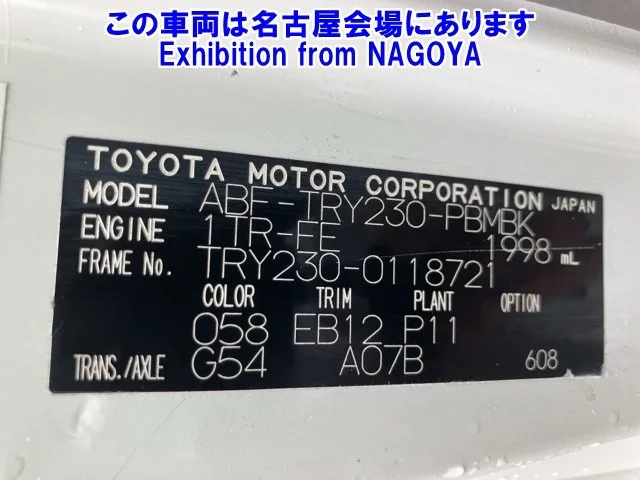 この車両は名古屋会場にあります
Exhibition from NAGOYA
TOYOTA MOTOR CORPORATION JAPAN
MODEL ABF-TRY230-PBMBK
ENGINE 1TR-FE 1998 mL
FRAME No. TRY230-0118721
COLOR TRIM PLANT OPTION
058 EB12 P11
TRANS./AXLE G54 A07B 608